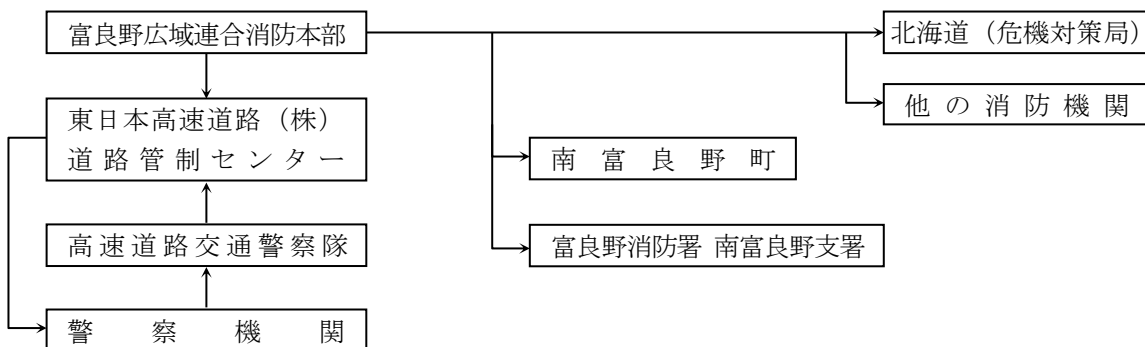 富良野広域連合消防本部
北海道（危機対策局）
東日本高速道路（株）
道路管制センター
他の消防機関
南富良野町
高速道路交通警察隊
富良野消防署 南富良野支署
警察機関